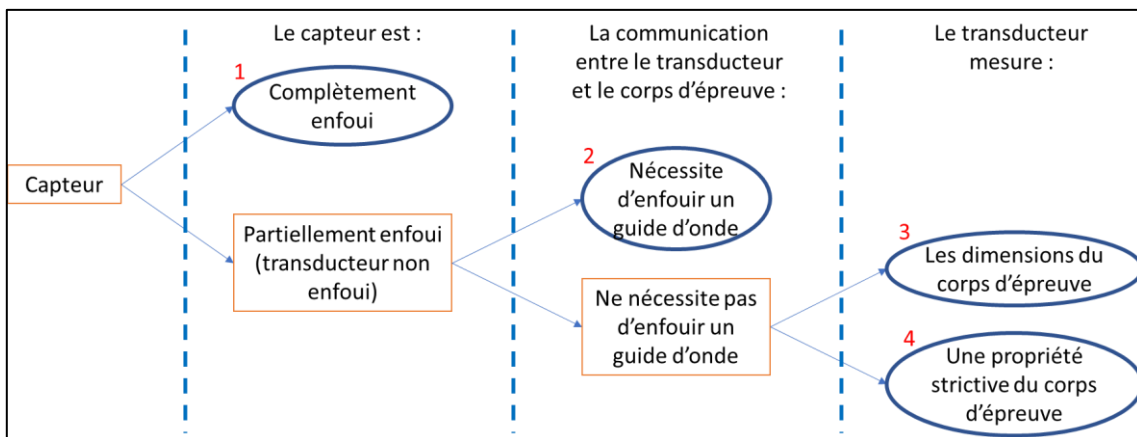 Le capteur est :
La communication
entre le transducteur
et le corps d'épreuve :
Le transducteur
mesure :
Capteur
1
Complètement
enfoui
Partiellement enfoui
(transducteur non
enfoui)
2
Nécessite
d'enfouir un
guide d'onde
Ne nécessite pas
d'enfouir un
guide d'onde
3
Les dimensions du
corps d'épreuve
4
Une propriété
strictive du corps
d'épreuve